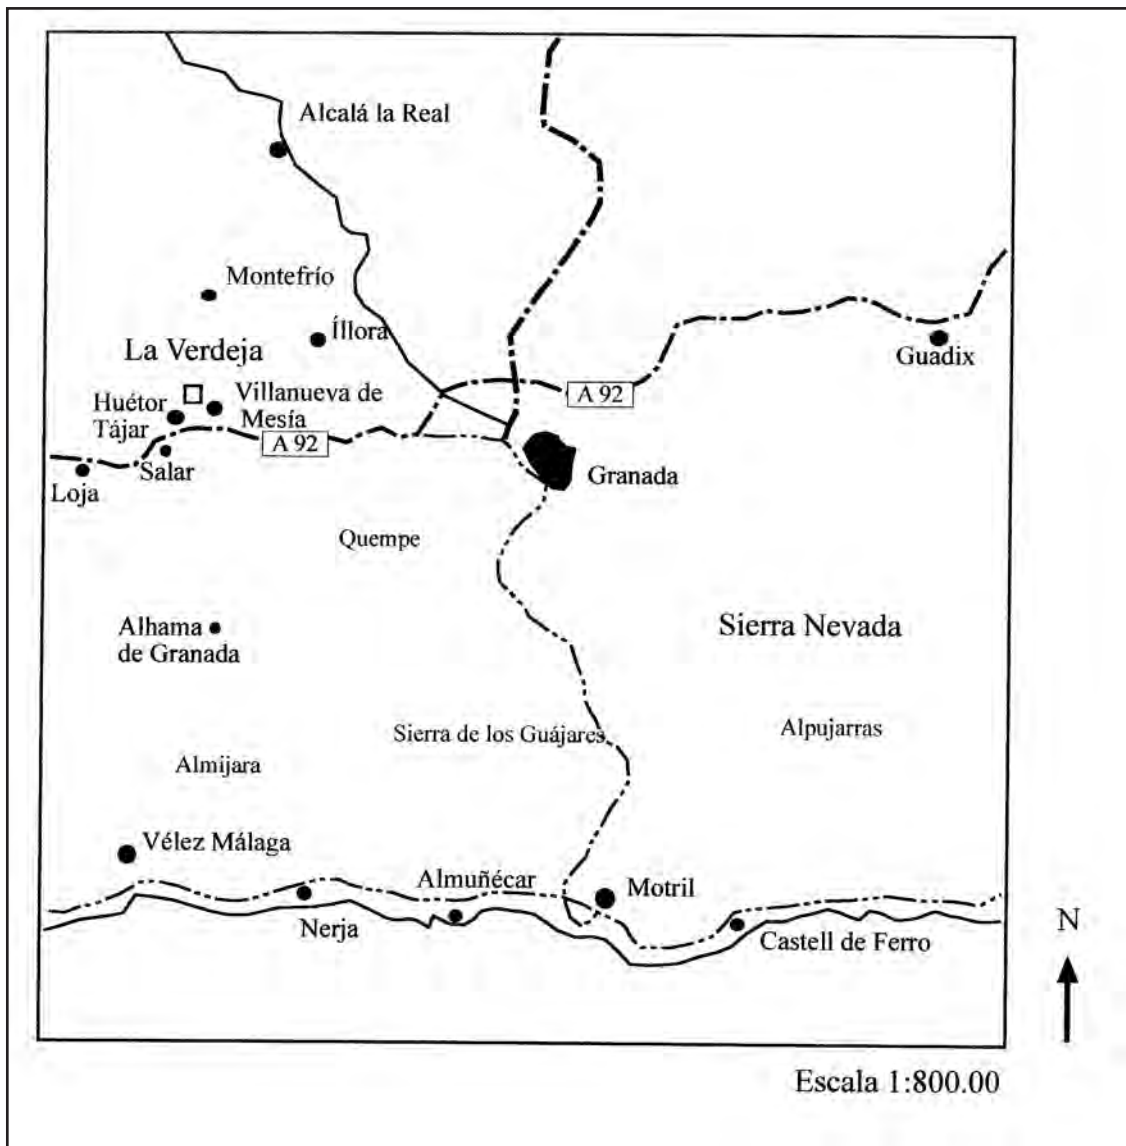 Alcalá la Real
Montefrío
Íllora
La Verdeja
Guadix
Huétor
Tájar
Villanueva de
Mesía
A 92
A 92
Salar
Loja
Granada
Quempe
Alhama
de Granada
Sierra Nevada
Sierra de los Guájares
Alpujarras
Almijara
Vélez Málaga
Almuñécar
Motril
Nerja
Castell de Ferro
N
Escala 1:800.00